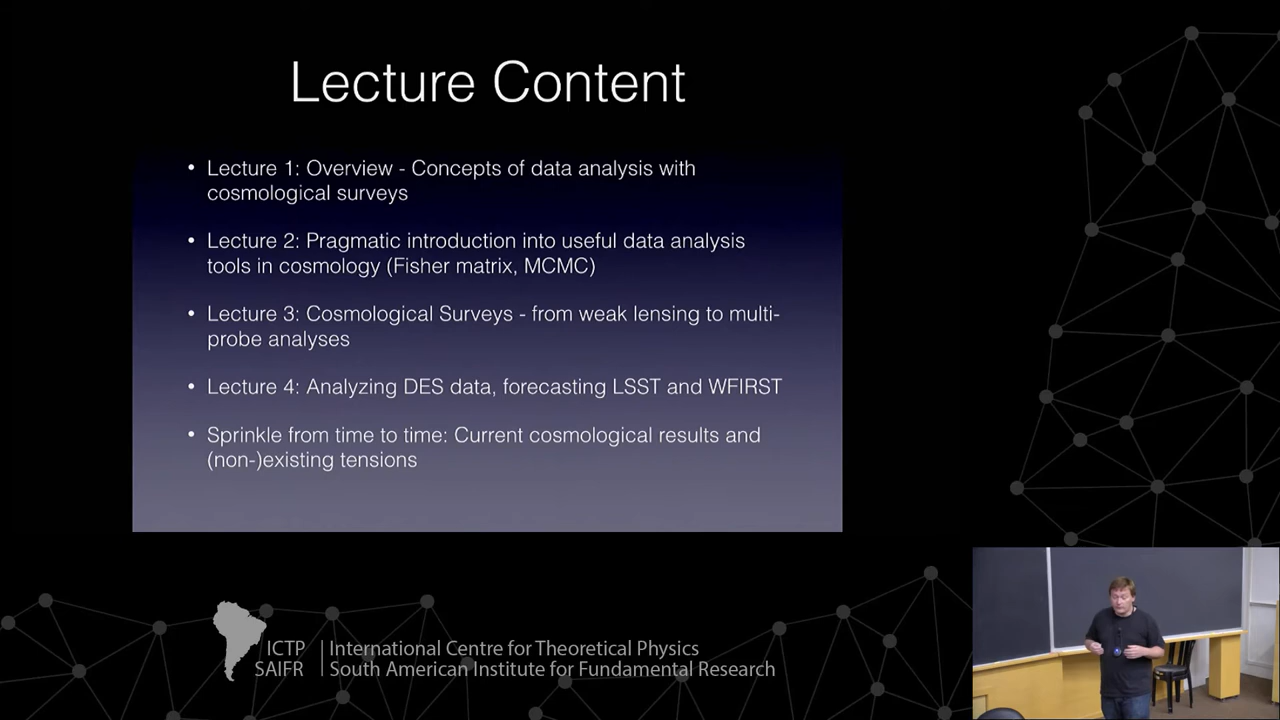 Lecture Content
• Lecture 1: Overview - Concepts of data analysis with
cosmological surveys
• Lecture 2: Pragmatic introduction into useful data analysis
tools in cosmology (Fisher matrix, MCMC)
• Lecture 3: Cosmological Surveys - from weak lensing to multi-
probe analyses
• Lecture 4: Analyzing DES data, forecasting LSST and WFIRST
• Sprinkle from time to time: Current cosmological results and
(non-)existing tensions
ICTP | International Centre for Theoretical Physics
SAIFR | South American Institute for Fundamental Research